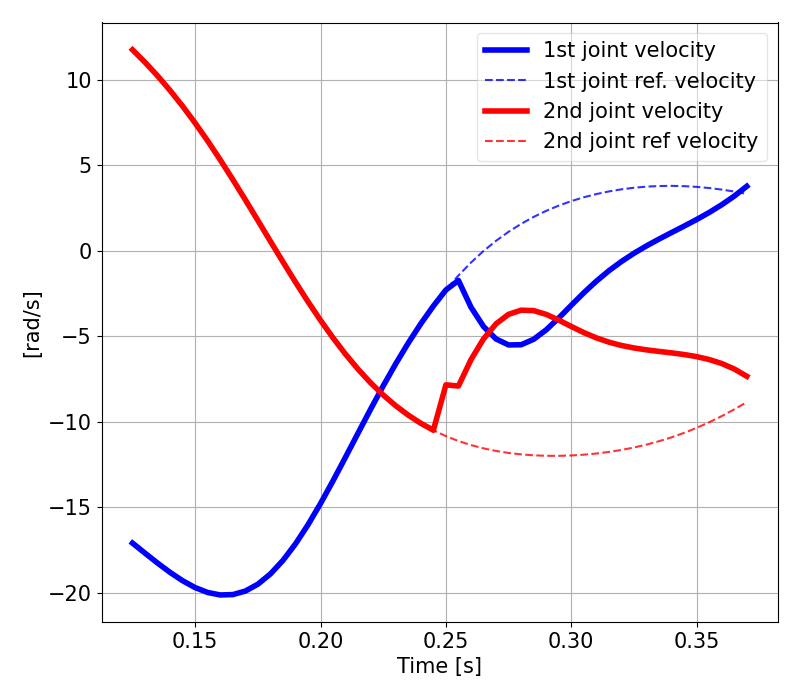 1st joint velocity
1st joint ref. velocity
2nd joint velocity
2nd joint ref velocity
10
5
0
−5
−10
−15
−20
[rad/s]
0.15 0.20 0.25 0.30 0.35
Time [s]